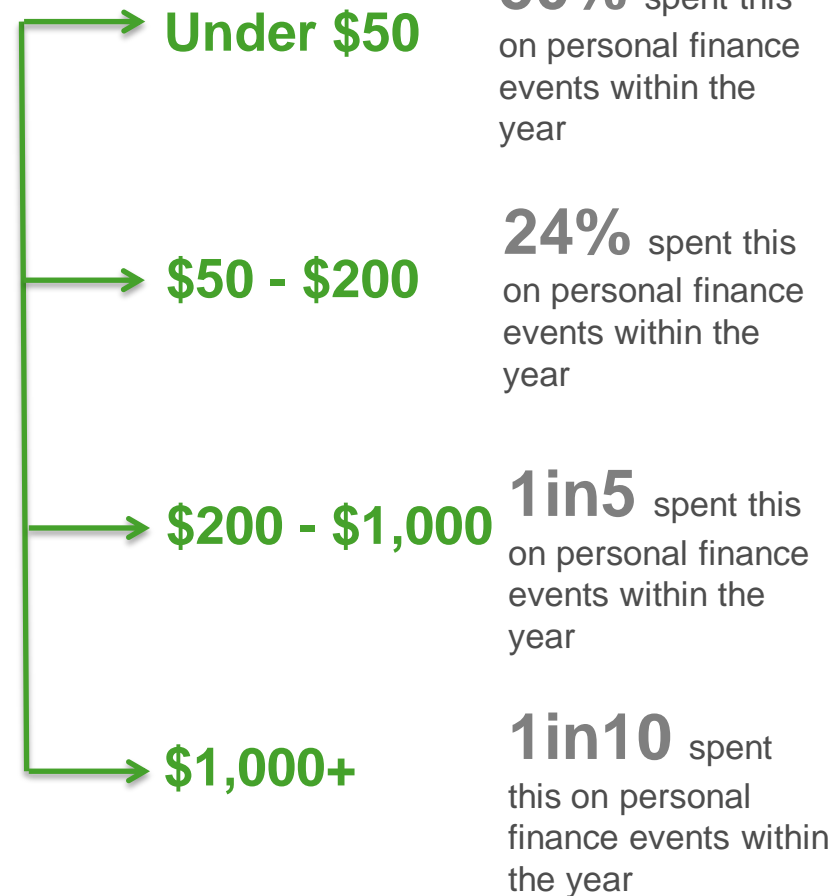 Under $50
spent this
on personal finance
events within the
year
$50 - $200
24% spent this
on personal finance
events within the
year
$200 - $1,000
1in5 spent this
on personal finance
events within the
year
$1,000+
1in10 spent
this on personal
finance events within
the year